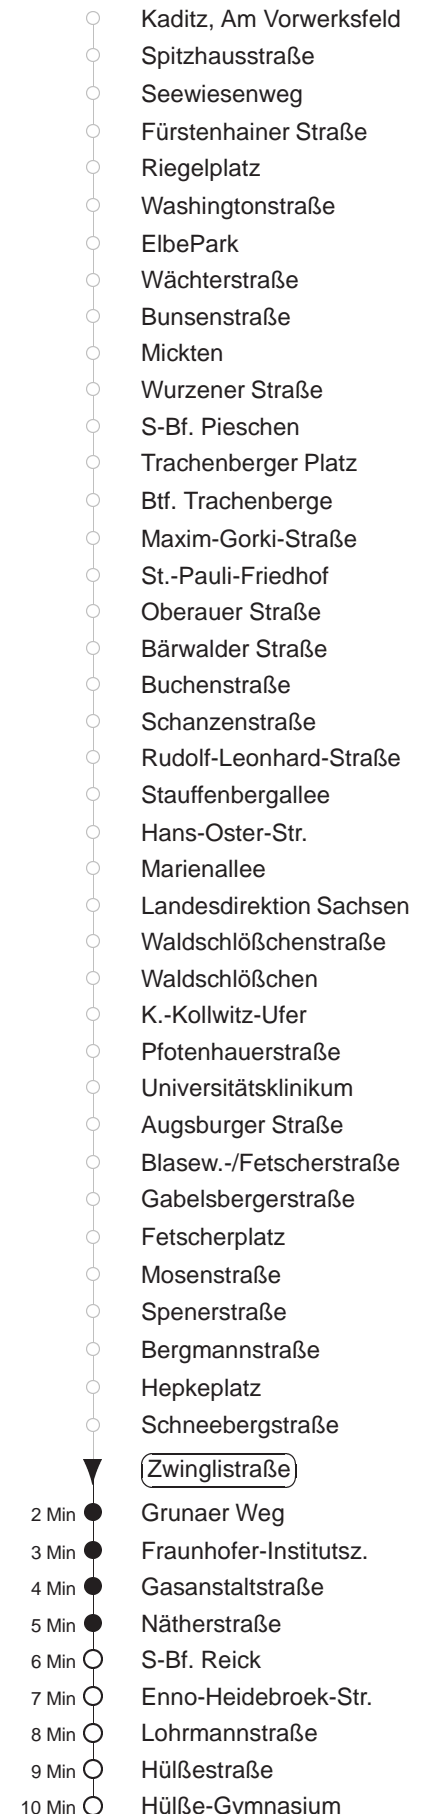 Kaditz, Am Vorwerksfeld
Spitzhausstraße
Seewiesenweg
Fürstenhainer Straße
Riegelplatz
Washingtonstraße
ElbePark
Wächterstraße
Bunsenstraße
Mickten
Wurzener Straße
S-Bf. Pieschen
Trachenberger Platz
Btf. Trachenberge
Maxim-Gorki-Straße
St.-Pauli-Friedhof
Oberauer Straße
Bärwalder Straße
Buchenstraße
Schanzenstraße
Rudolf-Leonhard-Straße
Stauffenbergallee
Hans-Oster-Str.
Marienallee
Landesdirektion Sachsen
Waldschlößchenstraße
Waldschlößchen
K.-Kollwitz-Ufer
Pfotenhauerstraße
Universitätsklinikum
Augsburger Straße
Blasew.-/Fetscherstraße
Gabelsbergerstraße
Fetscherplatz
Mosenstraße
Spenerstraße
Bergmannstraße
Hepkeplatz
Schneebergstraße
Zwinglistraße
2 Min Grunaer Weg
3 Min Fraunhofer-Institutsz.
4 Min Gasanstaltstraße
5 Min Nätherstraße
6 Min S-Bf. Reick
7 Min Enno-Heidebroek-Str.
8 Min Lohrmannstraße
9 Min Hülßestraße
10 Min Hülße-Gymnasium